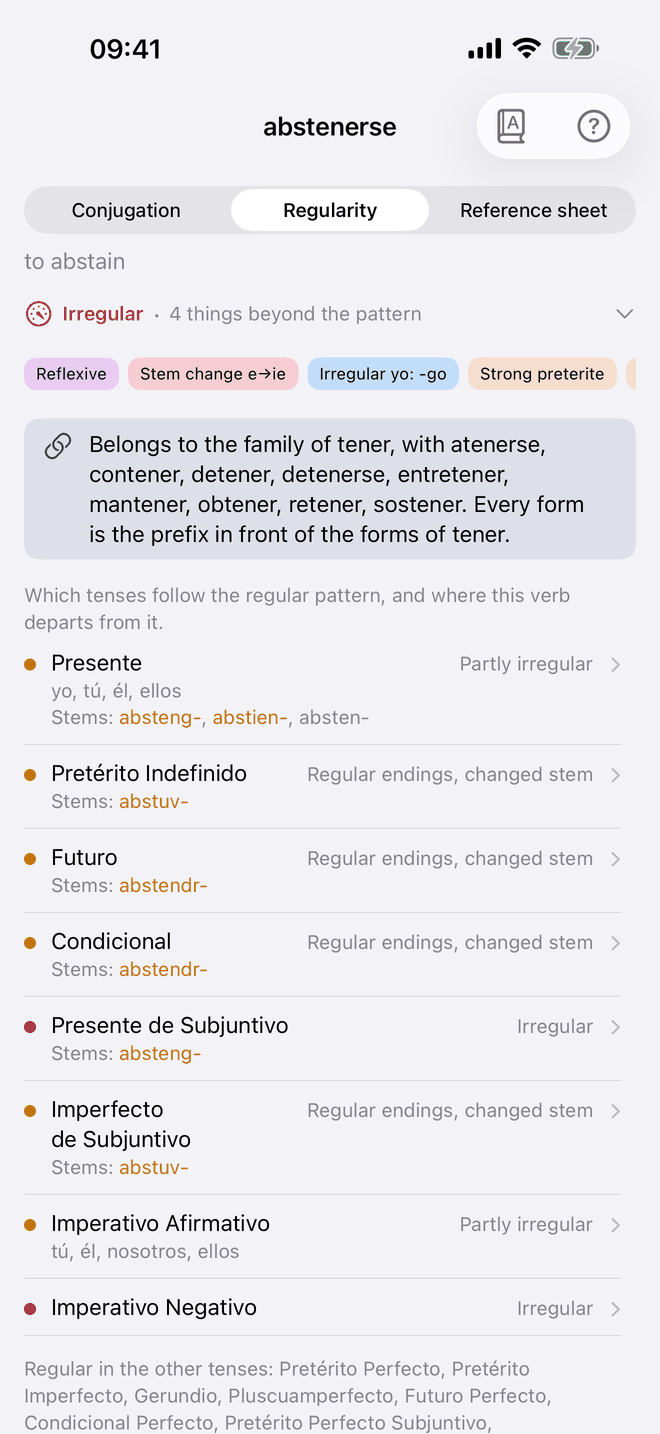 09:41
abstenerse
A
?
Conjugation
Regularity
Reference sheet
to abstain
Irregular · 4 things beyond the pattern
Reflexive
Stem change e→ie
Irregular yo: -go
Strong preterite
Belongs to the family of tener, with atenerse,
contener, detener, detenerse, entretener,
mantener, obtener, retener, sostener. Every form
is the prefix in front of the forms of tener.
Which tenses follow the regular pattern, and where this verb
departs from it.
Presente
Partly irregular
yo, tú, él, ellos
Stems: absteng-, abstien-, absten-
Pretérito Indefinido
Regular endings, changed stem
Stems: abstuv-
Futuro
Regular endings, changed stem
Stems: abstendr-
Condicional
Regular endings, changed stem
Stems: abstendr-
Presente de Subjuntivo
Irregular
Stems: absteng-
Imperfecto
de Subjuntivo
Regular endings, changed stem
Stems: abstuv-
Imperativo Afirmativo
Partly irregular
tú, él, nosotros, ellos
Imperativo Negativo
Irregular
Regular in the other tenses: Pretérito Perfecto, Pretérito
Imperfecto, Gerundio, Pluscuamperfecto, Futuro Perfecto,
Condicional Perfecto, Pretérito Perfecto Subjuntivo,